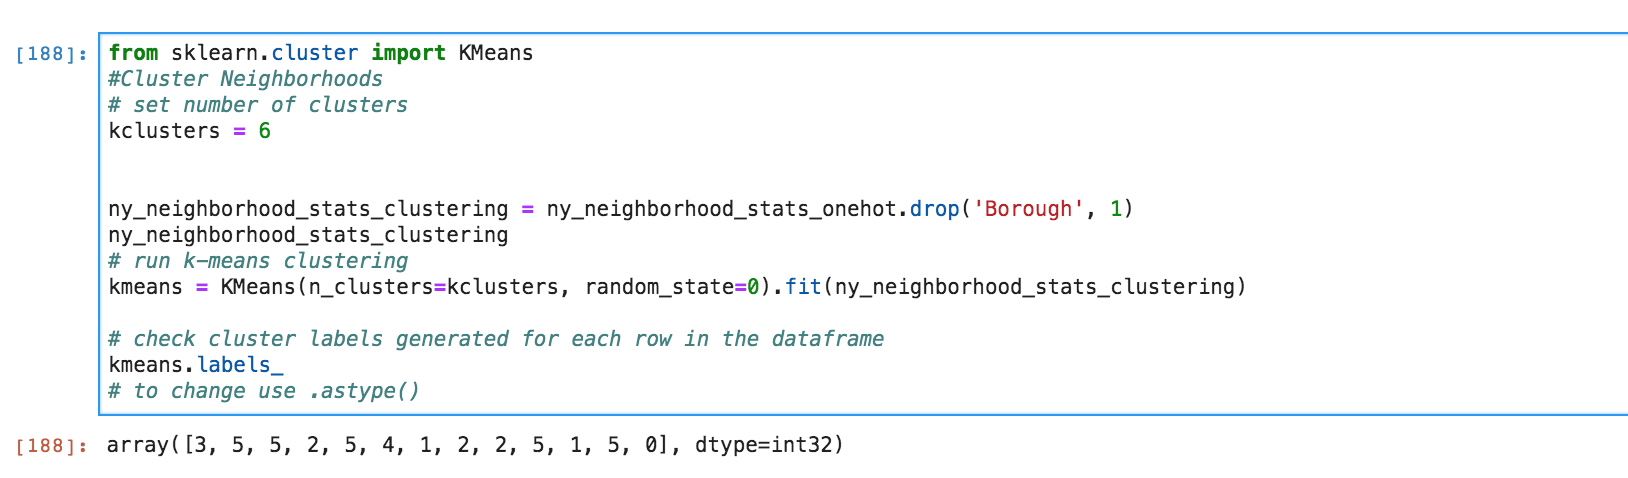 [188]: from sklearn.cluster import KMeans
#Cluster Neighborhoods
# set number of clusters
kclusters = 6
ny_neighborhood_stats_clustering = ny_neighborhood_stats_onehot.drop('Borough', 1)
ny_neighborhood_stats_clustering
# run k-means clustering
kmeans = KMeans(n_clusters=kclusters, random_state=0).fit(ny_neighborhood_stats_clustering)
# check cluster labels generated for each row in the dataframe
kmeans.labels_
# to change use .astype()
[188]: array([3, 5, 5, 2, 5, 4, 1, 2, 2, 5, 1, 5, 0], dtype=int32)